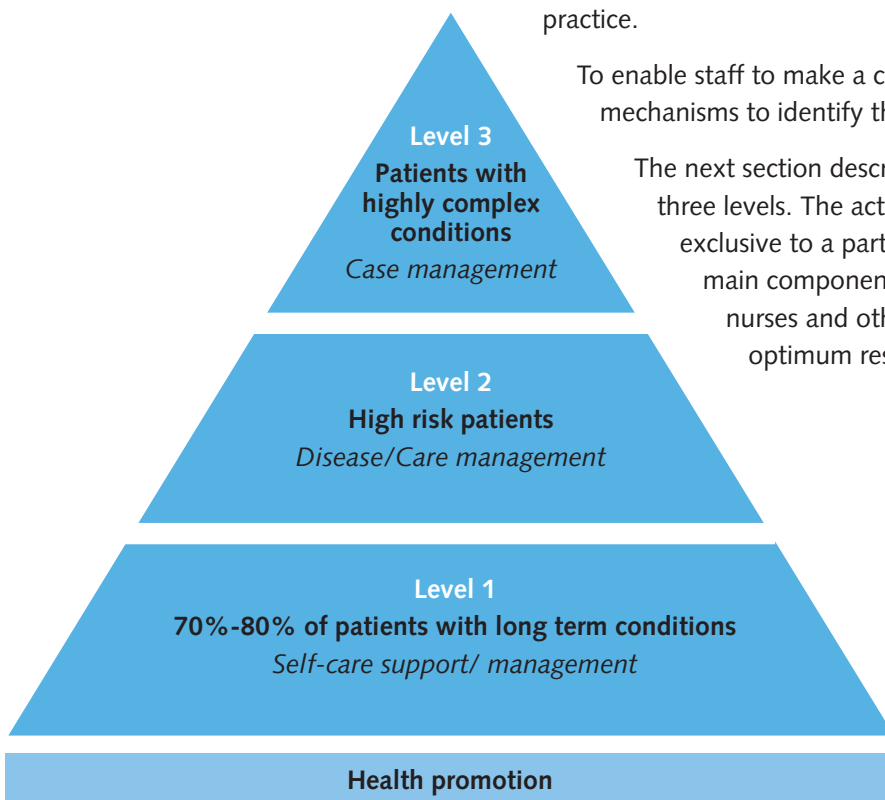 practice.
To enable staff to make a c
mechanisms to identify th
The next section descr
three levels. The act
exclusive to a part
main componen
nurses and oth
optimum res
Level 3
Patients with
highly complex
conditions
Case management
Level 2
High risk patients
Disease/Care management
Level 1
70%-80% of patients with long term conditions
Self-care support/ management
Health promotion